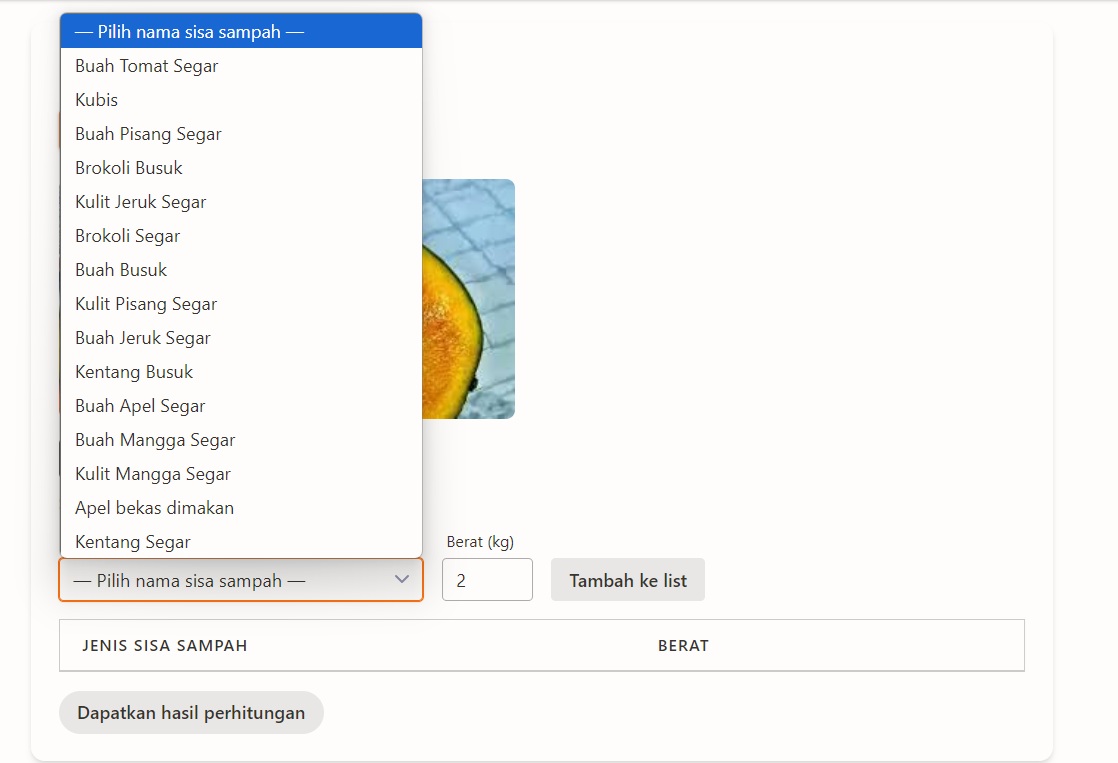 — Pilih nama sisa sampah —
Buah Tomat Segar
Kubis
Buah Pisang Segar
Brokoli Busuk
Kulit Jeruk Segar
Brokoli Segar
Buah Busuk
Kulit Pisang Segar
Buah Jeruk Segar
Kentang Busuk
Buah Apel Segar
Buah Mangga Segar
Kulit Mangga Segar
Apel bekas dimakan
Kentang Segar
Berat (kg)
— Pilih nama sisa sampah — 2 Tambah ke list
JENIS SISA SAMPAH BERAT
Dapatkan hasil perhitungan